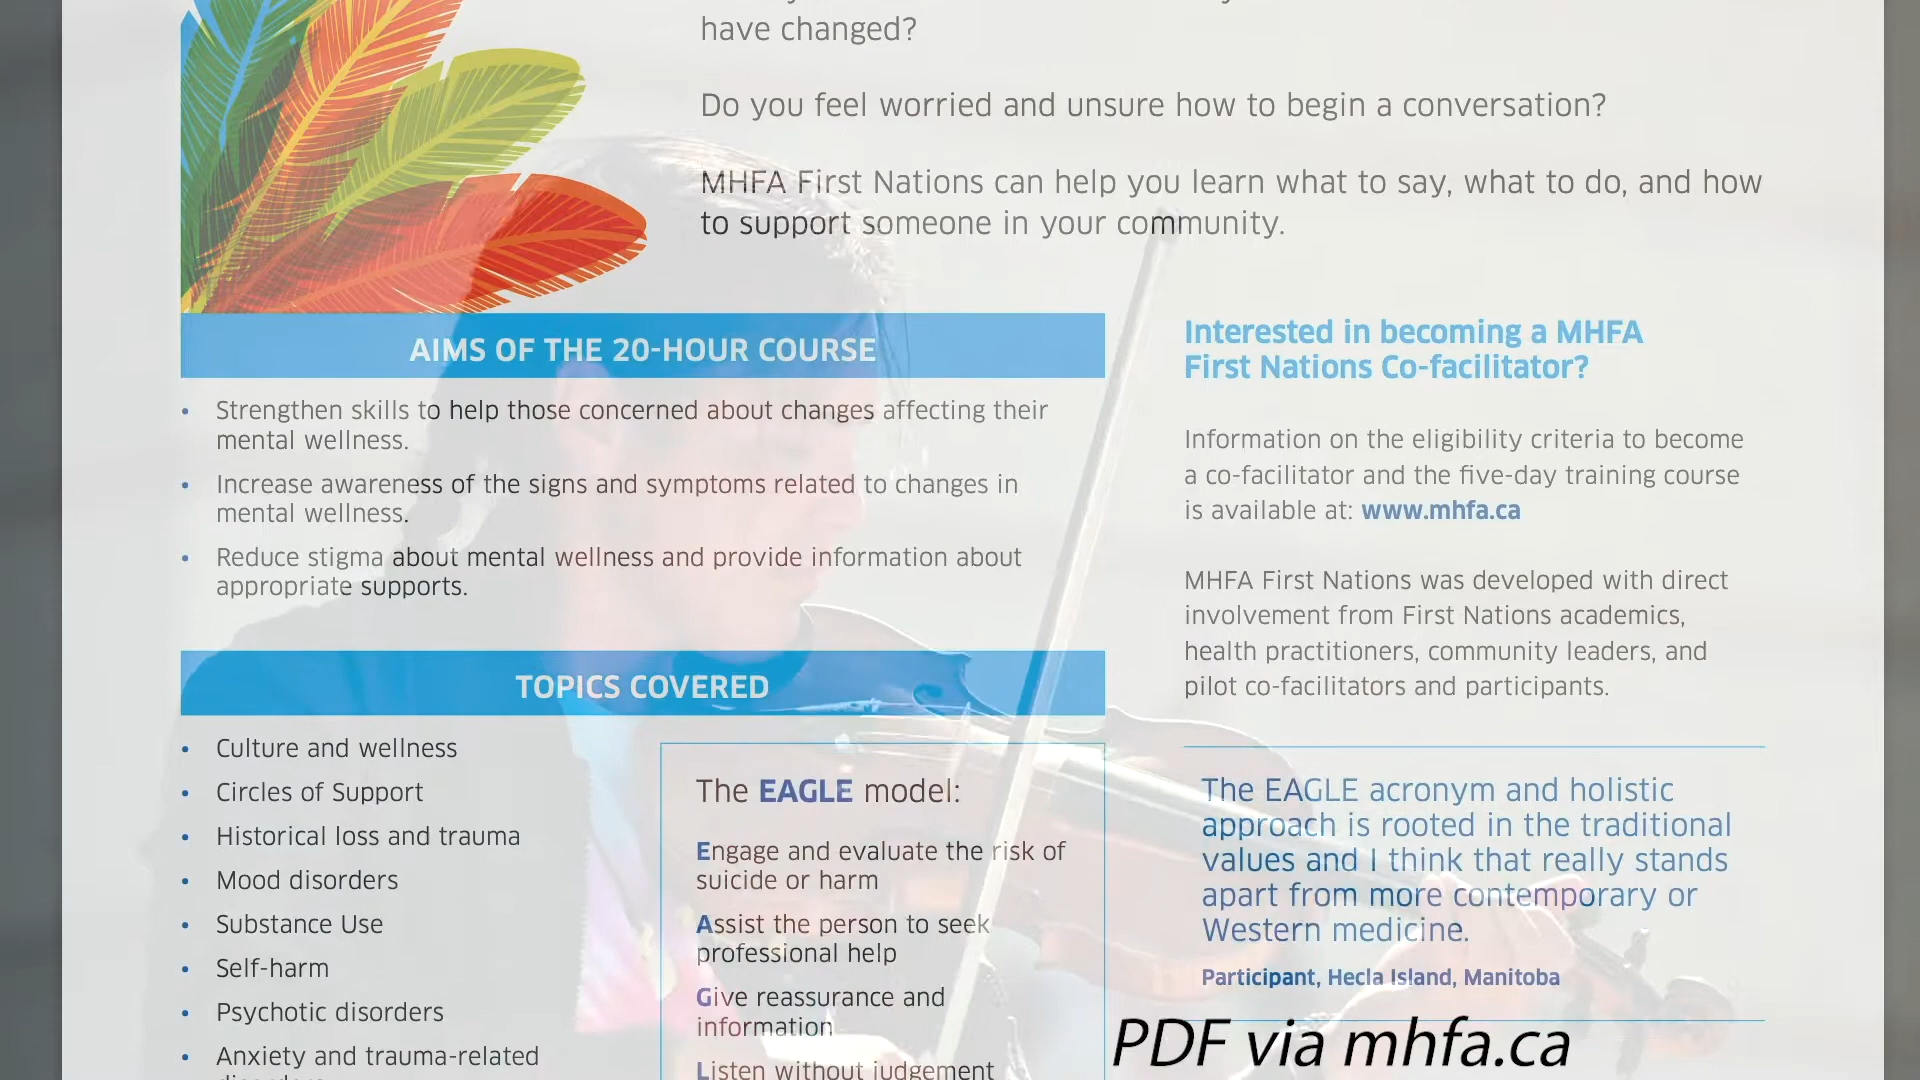 have changed?
Do you feel worried and unsure how to begin a conversation?
MHFA First Nations can help you learn what to say, what to do, and how
to support someone in your community.
AIMS OF THE 20-HOUR COURSE
• Strengthen skills to help those concerned about changes affecting their
mental wellness.
• Increase awareness of the signs and symptoms related to changes in
mental wellness.
• Reduce stigma about mental wellness and provide information about
appropriate supports.
TOPICS COVERED
• Culture and wellness
• Circles of Support
• Historical loss and trauma
• Mood disorders
• Substance Use
• Self-harm
• Psychotic disorders
• Anxiety and trauma-related
The EAGLE model:
Engage and evaluate the risk of
suicide or harm
Assist the person to seek
professional help
Give reassurance and
information
Listen without judgement
Interested in becoming a MHFA
First Nations Co-facilitator?
Information on the eligibility criteria to become
a co-facilitator and the five-day training course
is available at: www.mhfa.ca
MHFA First Nations was developed with direct
involvement from First Nations academics,
health practitioners, community leaders, and
pilot co-facilitators and participants.
The EAGLE acronym and holistic
approach is rooted in the traditional
values and I think that really stands
apart from more contemporary or
Western medicine.
Participant, Hecla Island, Manitoba
PDF via mhfa.ca